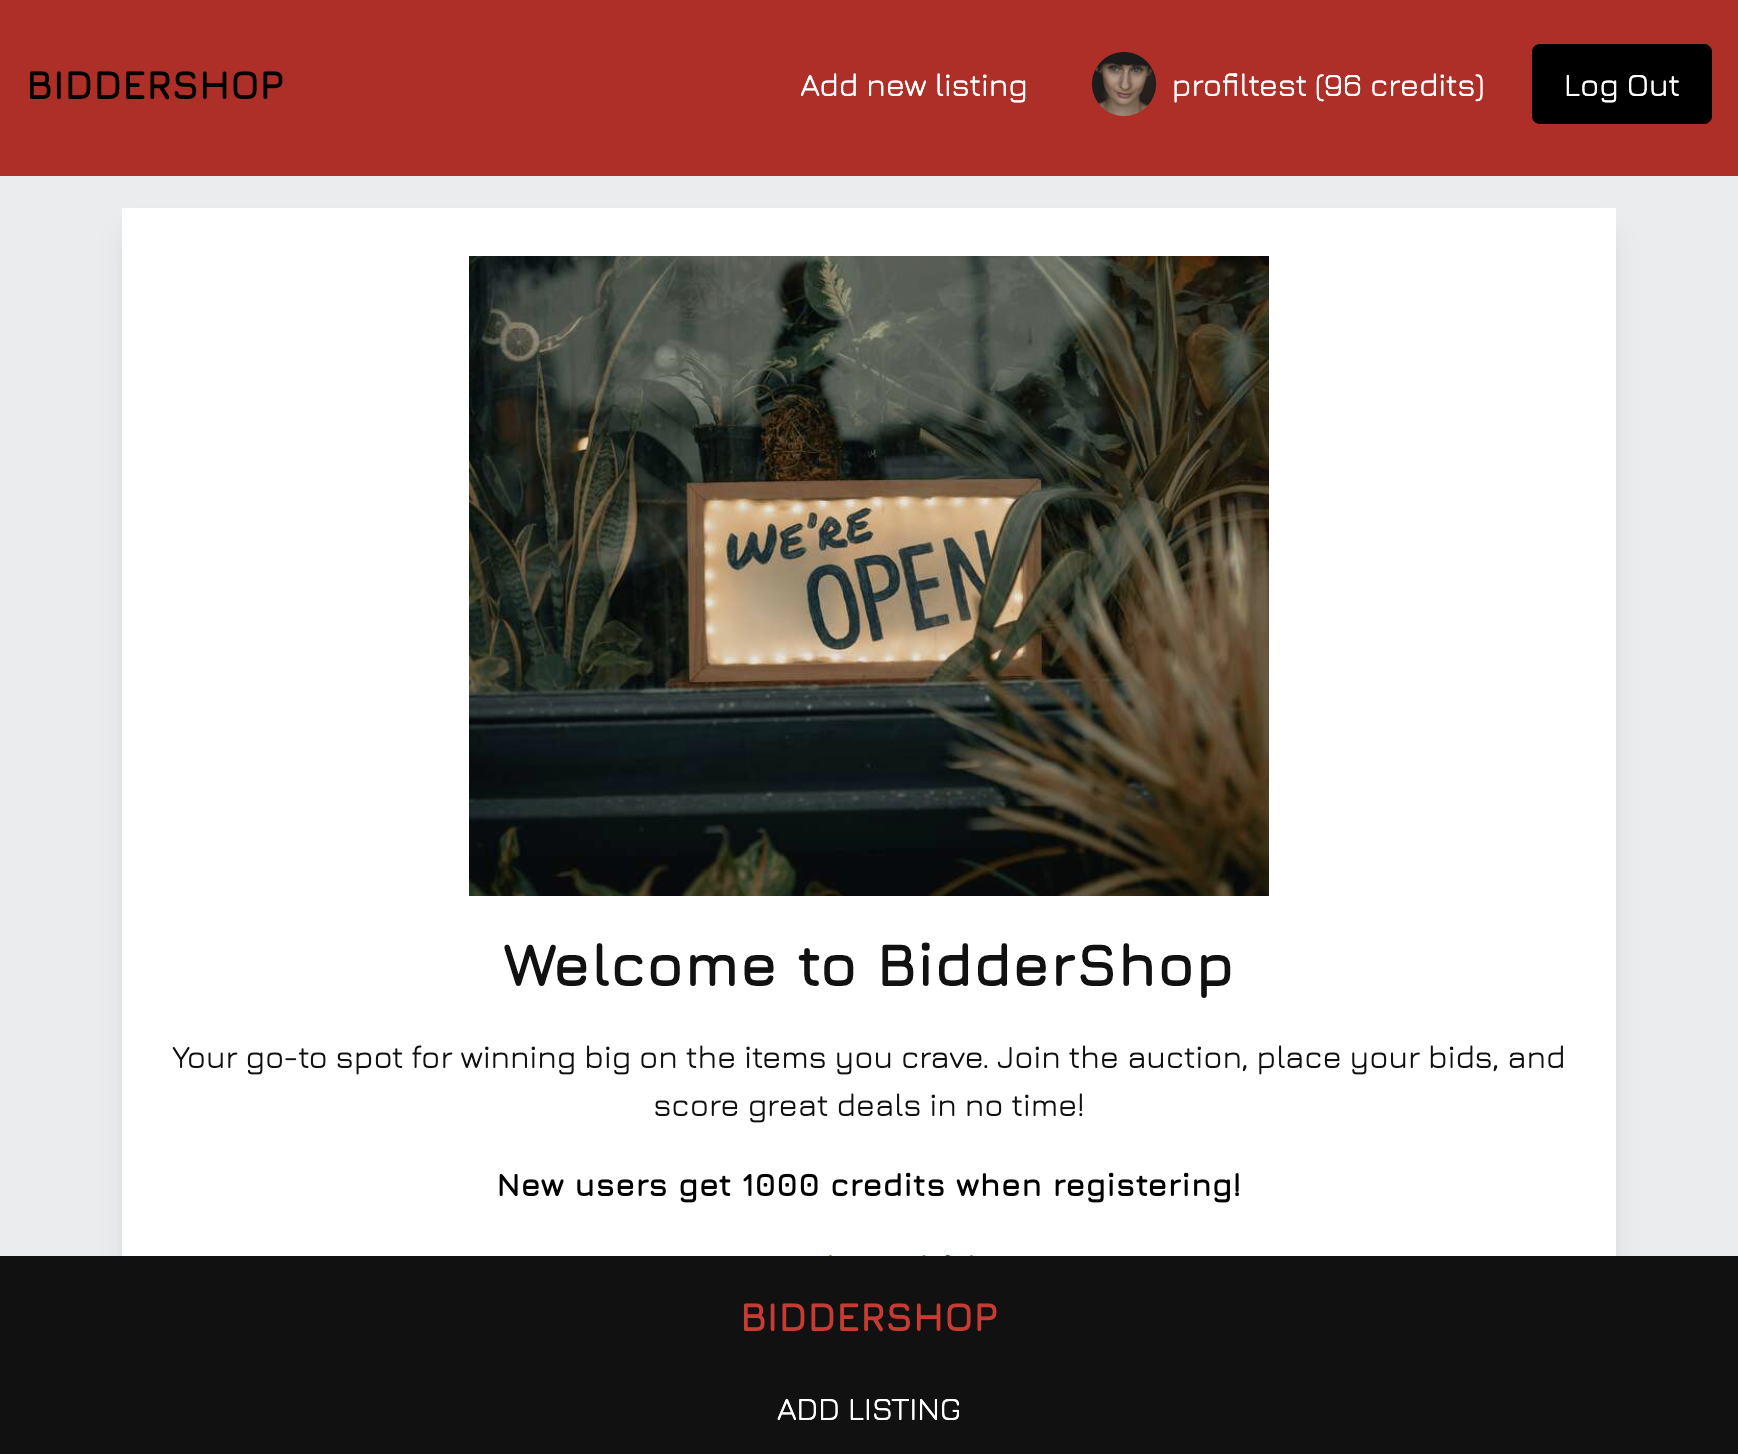 BIDDERSHOP
Add new listing
profiltest (96 credits)
Log Out
WE'RE
OPEN
Welcome to BidderShop
Your go-to spot for winning big on the items you crave. Join the auction, place your bids, and
score great deals in no time!
New users get 1000 credits when registering!
BIDDERSHOP
ADD LISTING